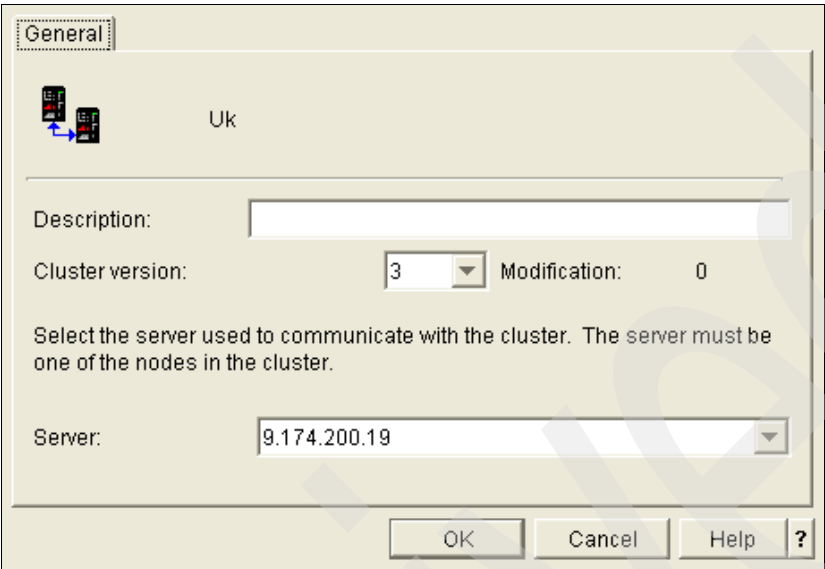 General
Uk
Description:
Cluster version: 3 Modification: 0
Select the server used to communicate with the cluster. The server must be
one of the nodes in the cluster.
Server: 9.174.200.19
OK Cancel Help ?